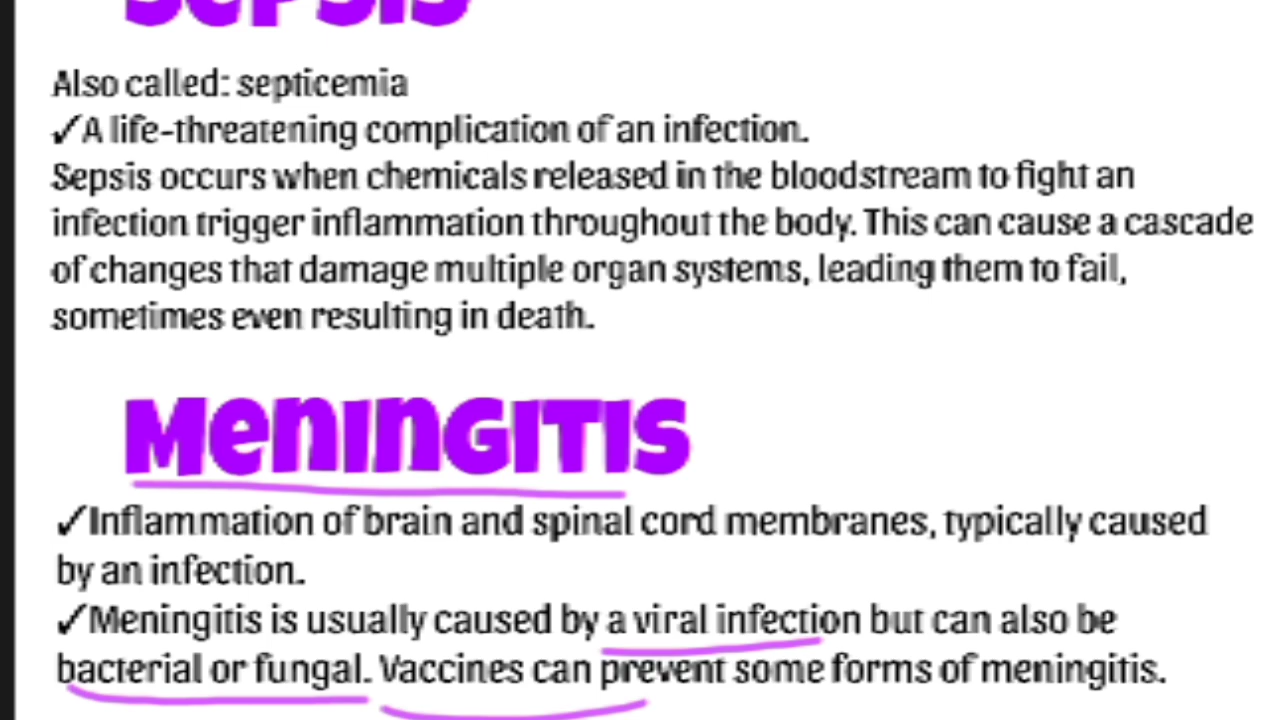 Sepsis
Also called: septicemia
✓A life-threatening complication of an infection.
Sepsis occurs when chemicals released in the bloodstream to fight an
infection trigger inflammation throughout the body. This can cause a cascade
of changes that damage multiple organ systems, leading them to fail,
sometimes even resulting in death.
Meningitis
✓Inflammation of brain and spinal cord membranes, typically caused
by an infection.
✓Meningitis is usually caused by a viral infection but can also be
bacterial or fungal. Vaccines can prevent some forms of meningitis.